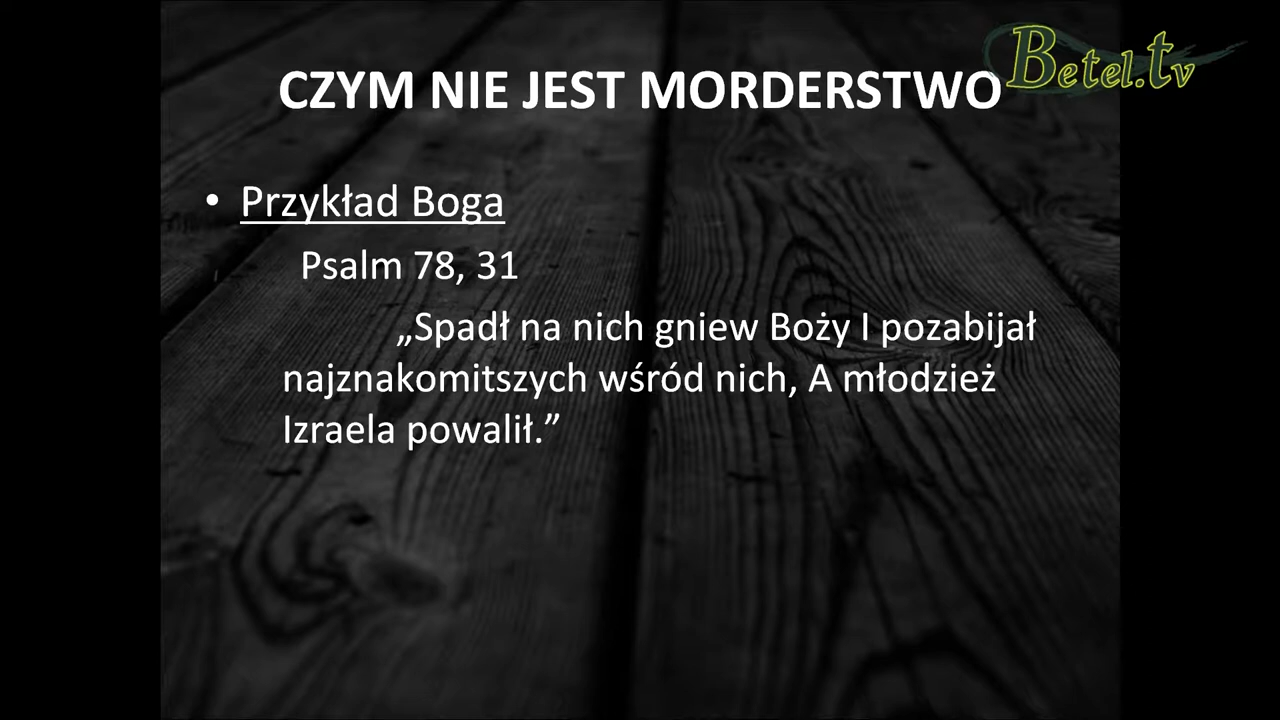 Betel.tv
CZYM NIE JEST MORDERSTWO
• Przykład Boga
Psalm 78, 31
„Spadł na nich gniew Boży I pozabijał
najznakomitszych wśród nich, A młodzież
Izraela powalił.”